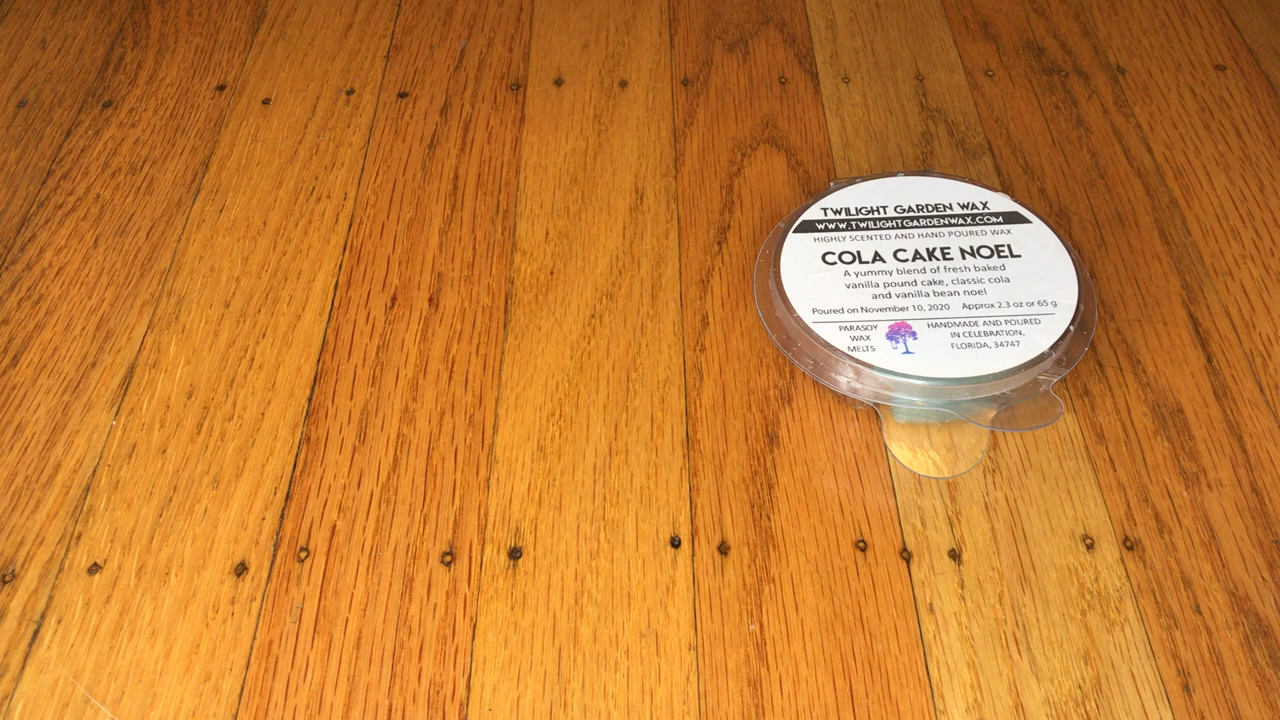 TWILIGHT GARDEN WAX
WWW.TWILIGHTGARDENWAX.COM
HIGHLY SCENTED AND HAND POURED WAX
COLA CAKE NOEL
A yummy blend of fresh baked
vanilla pound cake, classic cola
and vanilla bean noel
Poured on November 10, 2020 Approx 2.3 oz or 65 g
PARASOY
WAX
MELTS
HANDMADE AND POURED
IN CELEBRATION,
FLORIDA, 34747